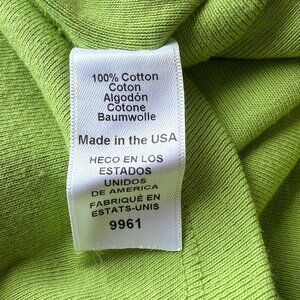 100% Cotton
Coton
Algodón
Cotone
Baumwolle
Made in the USA
HECO EN LOS
ESTADOS
UNIDOS
DE AMERICA
FABRIQUÉ EN
ESTATS-UNIS
9961